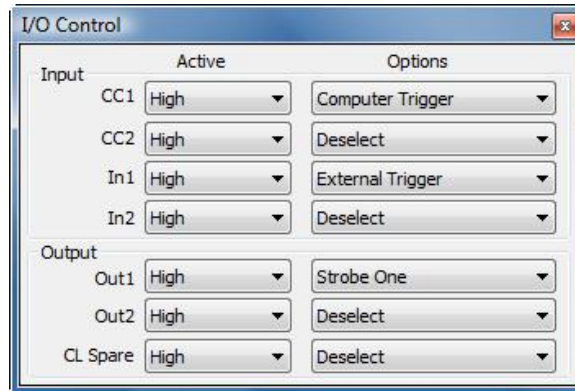 I/O Control
Active Options
Input
CC1 High Computer Trigger
CC2 High Deselect
In1 High External Trigger
In2 High Deselect
Output
Out1 High Strobe One
Out2 High Deselect
CL Spare High Deselect